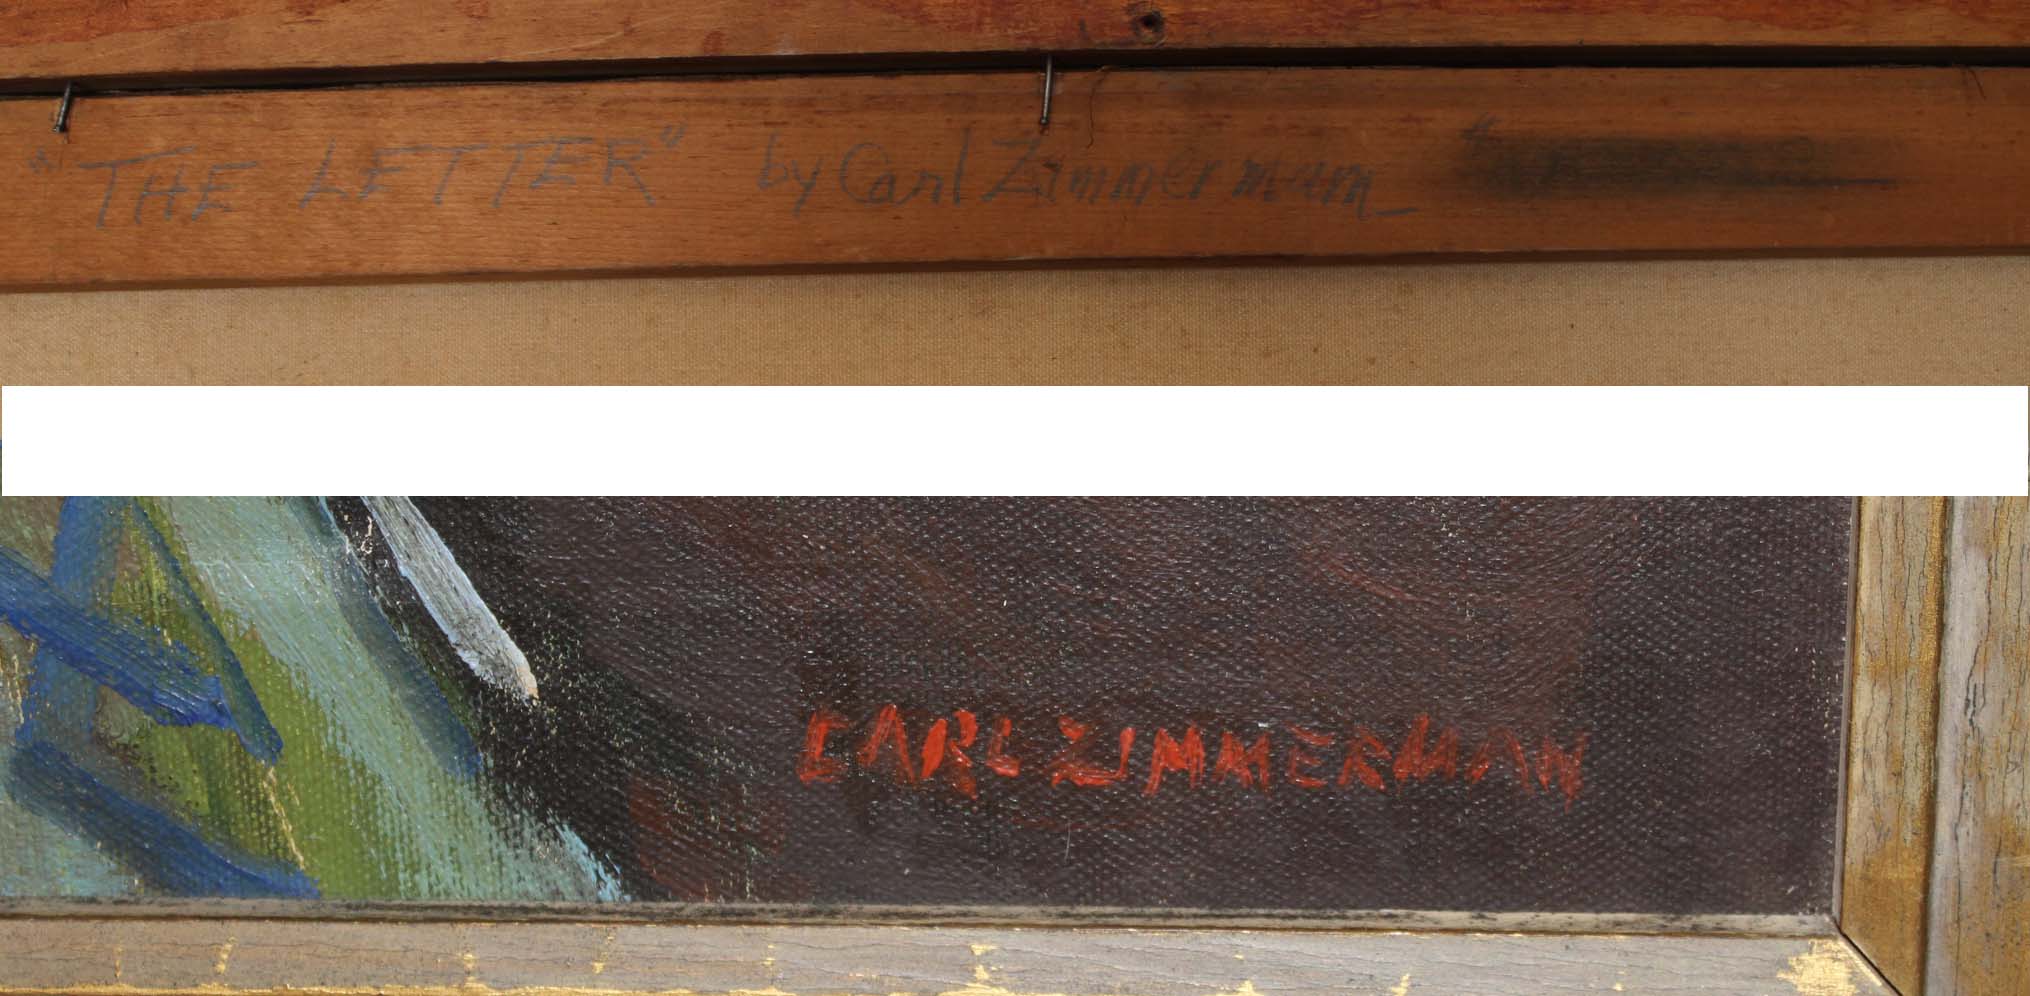 "THE LETTER" by Carl Zimmerman
CARL ZIMMERMAN